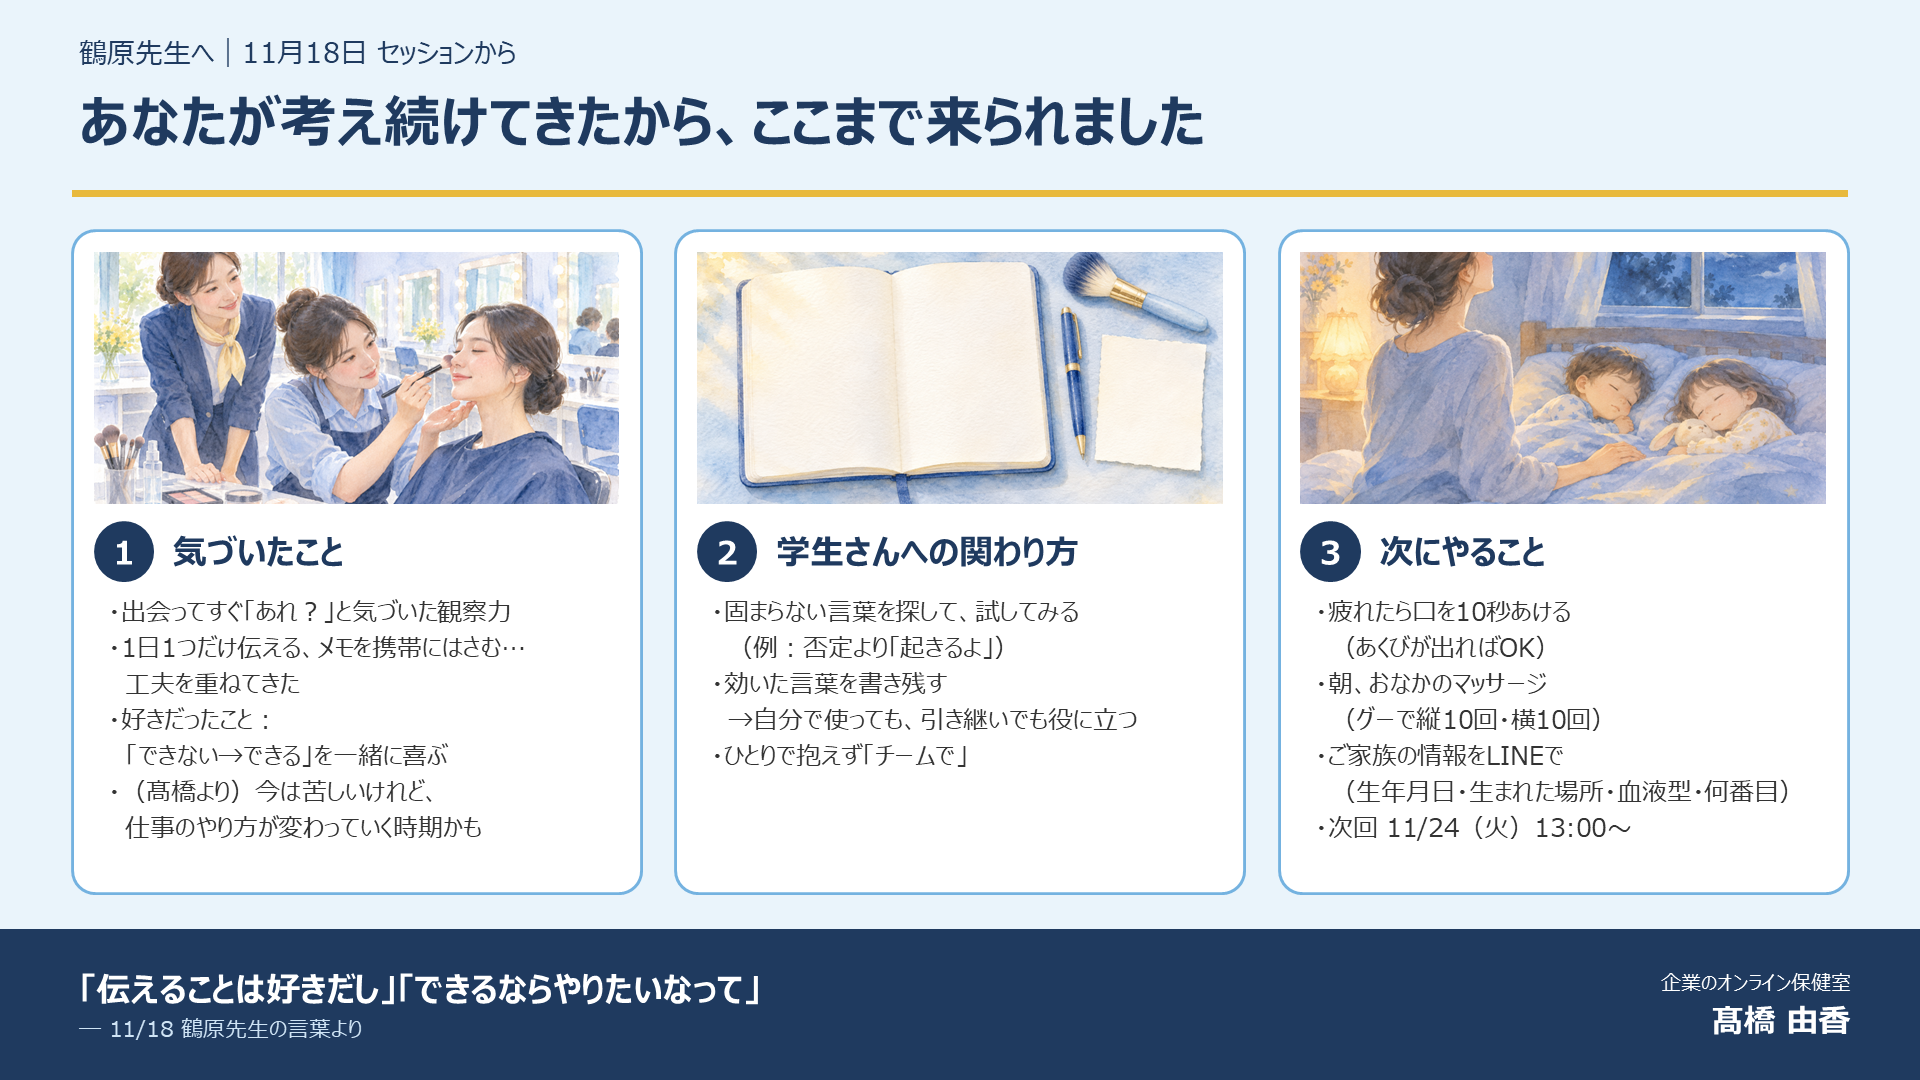 鶴原先生へ｜11月18日 セッションから
あなたが考え続けてきたから、ここまで来られました
1 気づいたこと
・出会ってすぐ「あれ？」と気づいた観察力
・1日1つだけ伝える、メモを携帯にはさむ…
工夫を重ねてきた
・好きだったこと：
「できない→できる」を一緒に喜ぶ
・（髙橋より）今は苦しいけれど、
仕事のやり方が変わっていく時期かも
2 学生さんへの関わり方
・固まらない言葉を探して、試してみる
（例：否定より「起きるよ」）
・効いた言葉を書き残す
→自分で使っても、引き継いでも役に立つ
・ひとりで抱えず「チームで」
3 次にやること
・疲れたら口を10秒あける
（あくびが出ればOK）
・朝、おなかのマッサージ
（グーで縦10回・横10回）
・ご家族の情報をLINEで
（生年月日・生まれた場所・血液型・何番目）
・次回 11/24（火）13:00～
「伝えることは好きだし」「できるならやりたいなって」
— 11/18 鶴原先生の言葉より
企業のオンライン保健室
髙橋 由香